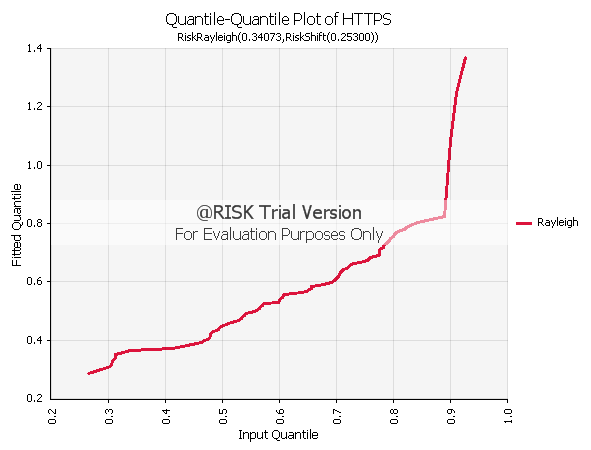 Quantile-Quantile Plot of HTTPS
RiskRayleigh(0.34073,RiskShift(0.25300))
1.4
1.2
1.0
0.8
0.6
0.4
0.2
Fitted Quantile
@RISK Trial Version
For Evaluation Purposes Only
Rayleigh
0.2
0.3
0.4
0.5
0.6
0.7
0.8
0.9
1.0
Input Quantile